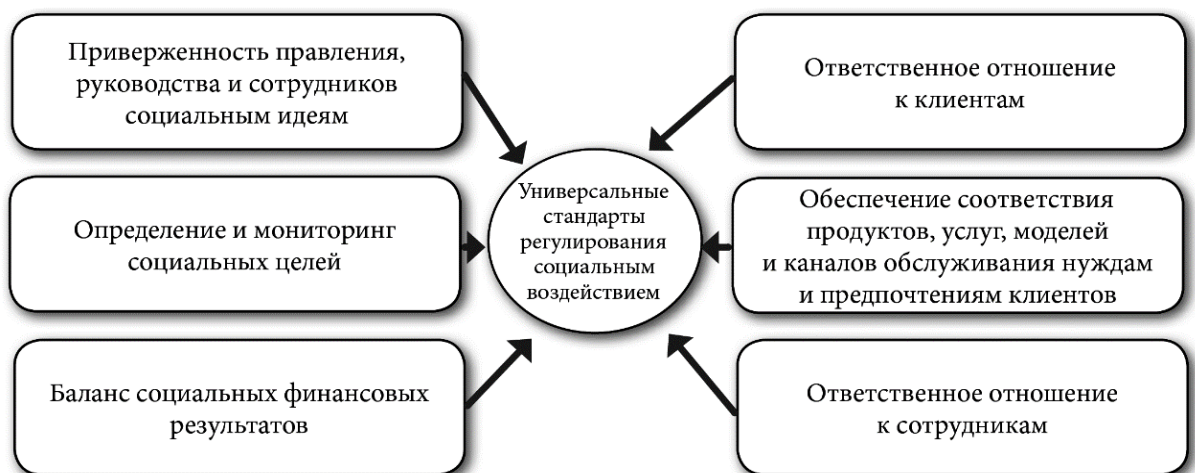 Приверженность правления,
руководства и сотрудников
социальным идеям
Определение и мониторинг
социальных целей
Баланс социальных финансовых
результатов
Универсальные
стандарты
регулирования
социальным
воздействием
Ответственное отношение
к клиентам
Обеспечение соответствия
продуктов, услуг, моделей
и каналов обслуживания нуждам
и предпочтениям клиентов
Ответственное отношение
к сотрудникам